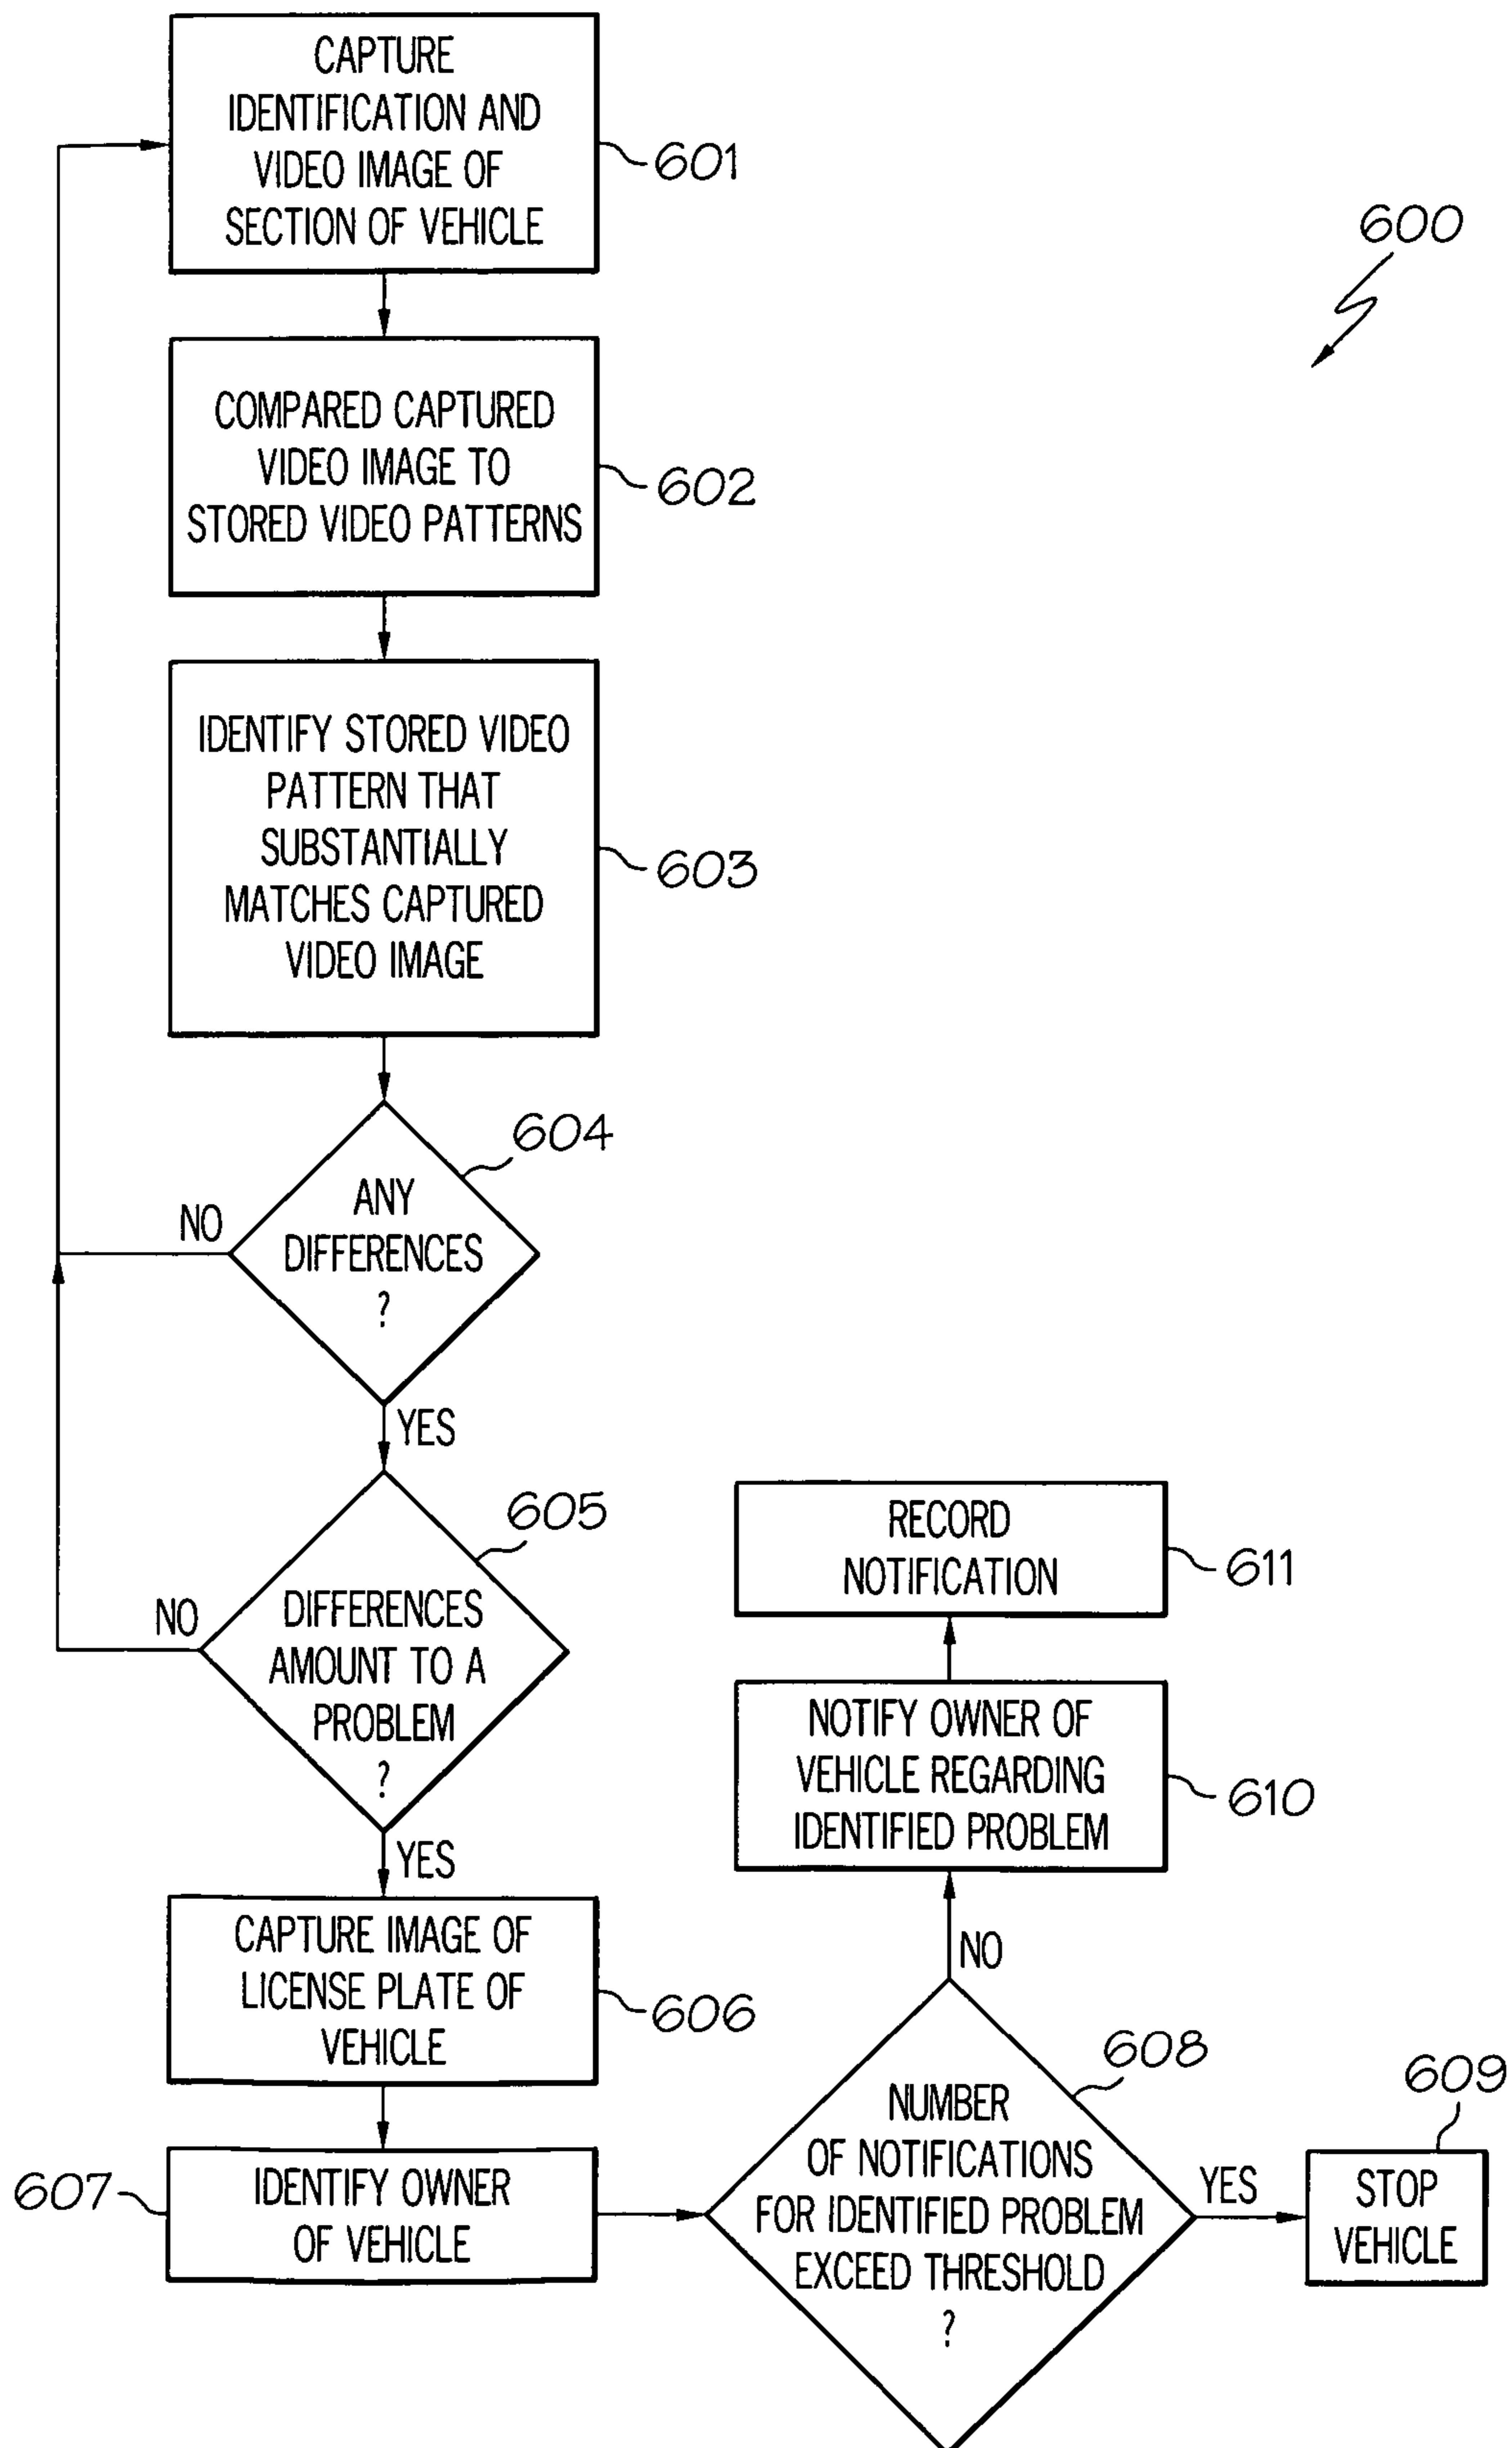 CAPTURE
IDENTIFICATION AND
VIDEO IMAGE OF
SECTION OF VEHICLE
601
600
COMPARED CAPTURED
VIDEO IMAGE TO
STORED VIDEO PATTERNS
602
IDENTIFY STORED VIDEO
PATTERN THAT
SUBSTANTIALLY
MATCHES CAPTURED
VIDEO IMAGE
603
604
ANY
DIFFERENCES
?
NO
YES
605
DIFFERENCES
AMOUNT TO A
PROBLEM
?
NO
YES
CAPTURE IMAGE OF
LICENSE PLATE OF
VEHICLE
606
607
IDENTIFY OWNER
OF VEHICLE
608
NUMBER
OF NOTIFICATIONS
FOR IDENTIFIED PROBLEM
EXCEED THRESHOLD
?
YES
609
STOP
VEHICLE
NO
NOTIFY OWNER OF
VEHICLE REGARDING
IDENTIFIED PROBLEM
610
RECORD
NOTIFICATION
611